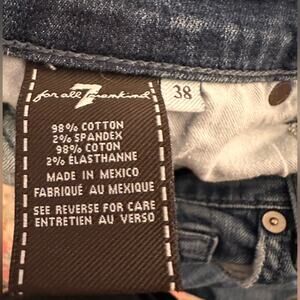 7
for all mankind
38
98% COTTON
2% SPANDEX
98% COTON
2% ÉLASTHANNE
MADE IN MEXICO
FABRIQUÉ AU MEXIQUE
SEE REVERSE FOR CARE
ENTRETIEN AU VERSO